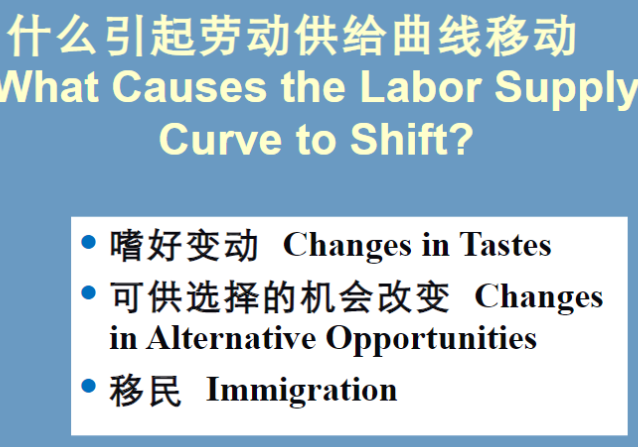 什么引起劳动供给曲线移动
What Causes the Labor Supply
Curve to Shift?
• 嗜好变动 Changes in Tastes
• 可供选择的机会改变 Changes
in Alternative Opportunities
• 移民 Immigration